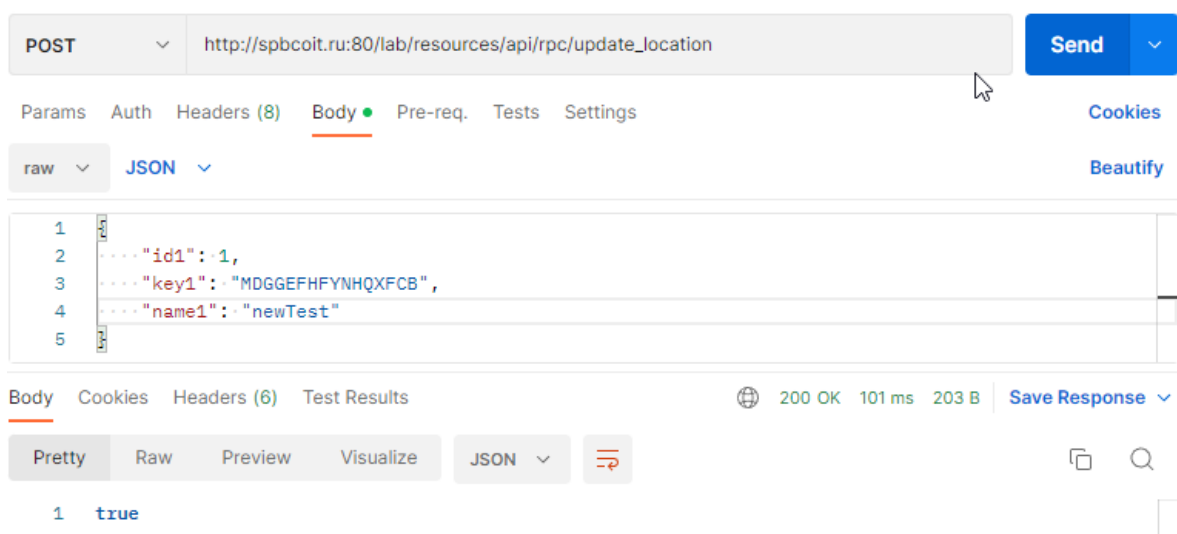 POST http://spbcoit.ru:80/lab/resources/api/rpc/update_location Send
Params Auth Headers (8) Body Pre-req. Tests Settings Cookies
raw JSON Beautify
1 {
2 "id1": 1,
3 "key1": "MDGGEFHFYNHQXFCB",
4 "name1": "newTest"
5 }
Body Cookies Headers (6) Test Results 200 OK 101 ms 203 B Save Response
Pretty Raw Preview Visualize JSON
1 true